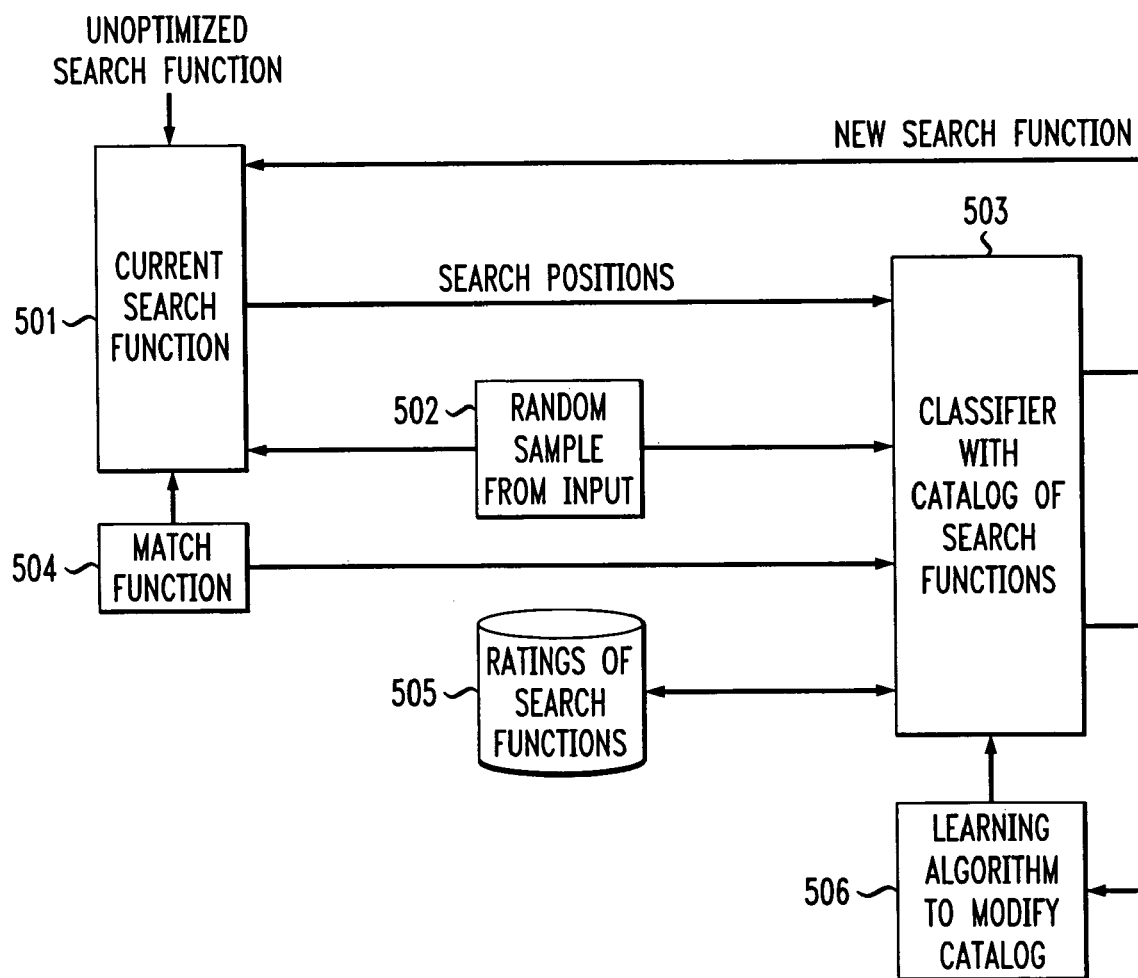 UNOPTIMIZED
SEARCH FUNCTION
NEW SEARCH FUNCTION
503
CURRENT
SEARCH
FUNCTION
501
SEARCH POSITIONS
502
RANDOM
SAMPLE
FROM INPUT
CLASSIFIER
WITH
CATALOG OF
SEARCH
FUNCTIONS
504
MATCH
FUNCTION
505
RATINGS OF
SEARCH
FUNCTIONS
506
LEARNING
ALGORITHM
TO MODIFY
CATALOG